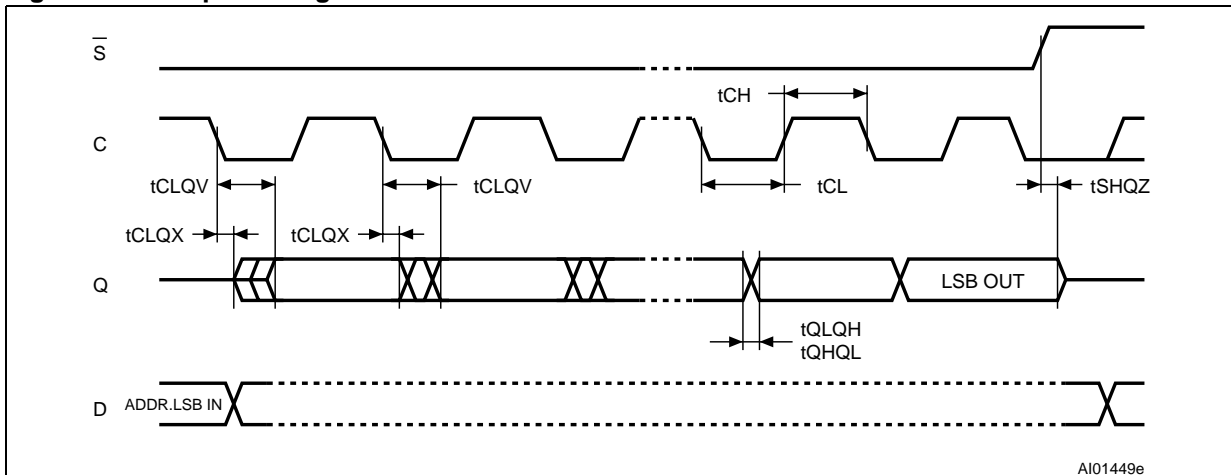 S
tCH
C
tCLQV
tCLQV
tCL
tSHQZ
tCLQX
tCLQX
Q
LSB OUT
tQLQH
tQHQL
D
ADDR.LSB IN
AI01449e